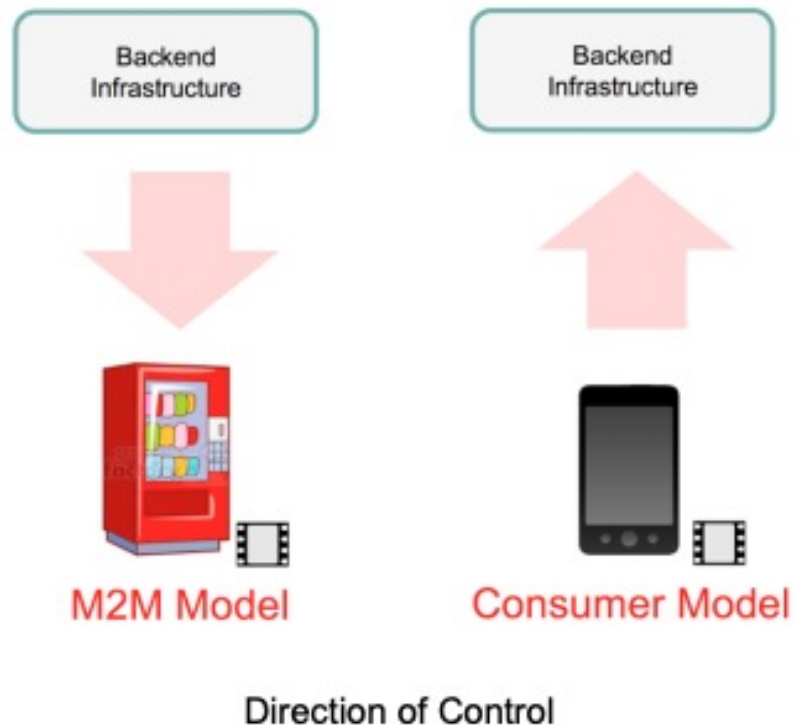 Backend
Infrastructure
Backend
Infrastructure
M2M Model
Consumer Model
Direction of Control